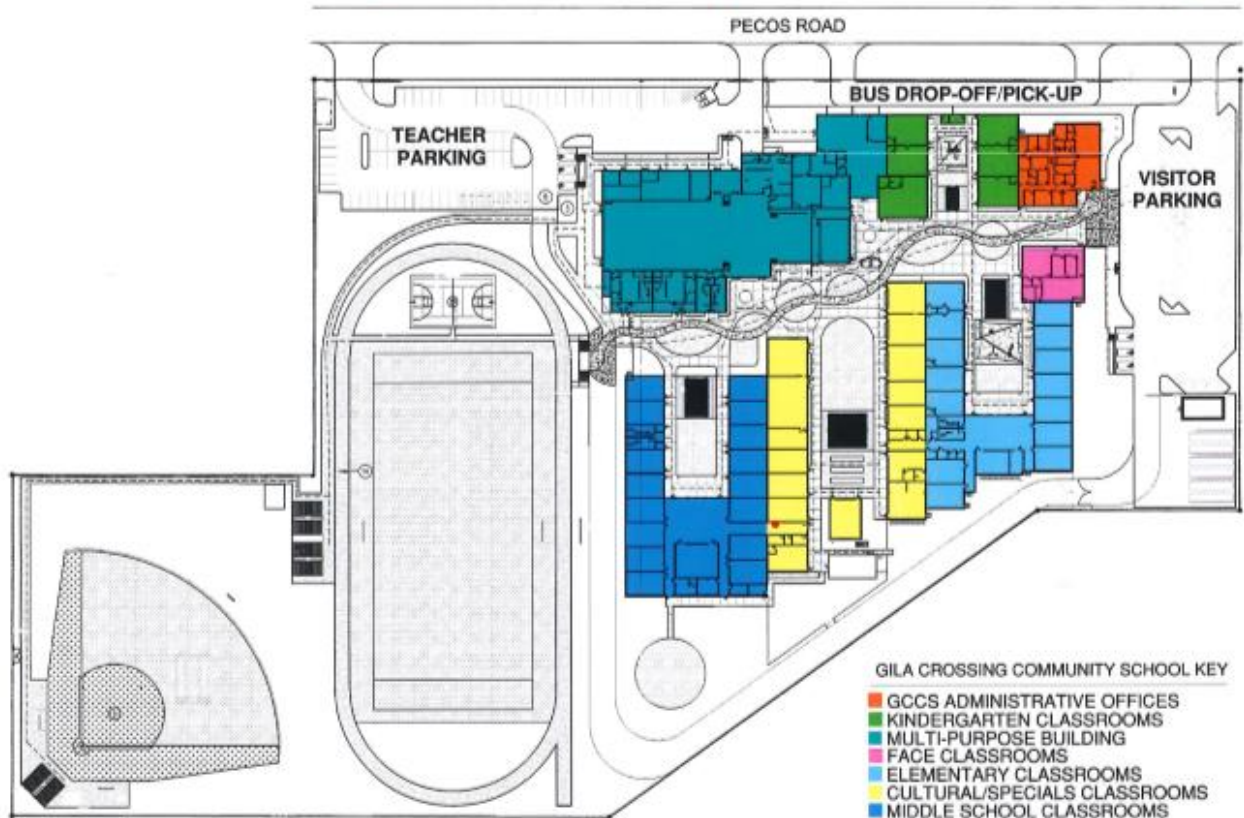 PECOS ROAD
BUS DROP-OFF/PICK-UP
TEACHER
PARKING
VISITOR
PARKING
GILA CROSSING COMMUNITY SCHOOL KEY
GCCS ADMINISTRATIVE OFFICES
KINDERGARTEN CLASSROOMS
MULTI-PURPOSE BUILDING
FACE CLASSROOMS
ELEMENTARY CLASSROOMS
CULTURAL/SPECIALS CLASSROOMS
MIDDLE SCHOOL CLASSROOMS